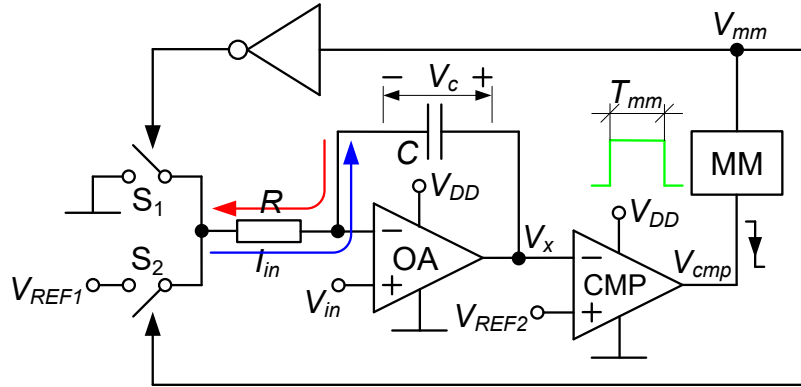 V_mm
− V_c +
T_mm
C
MM
S_1
R
V_DD
V_DD
−
OA
V_x
−
CMP
V_cmp
S_2
I_in
V_REF1
V_in
+
V_REF2
+